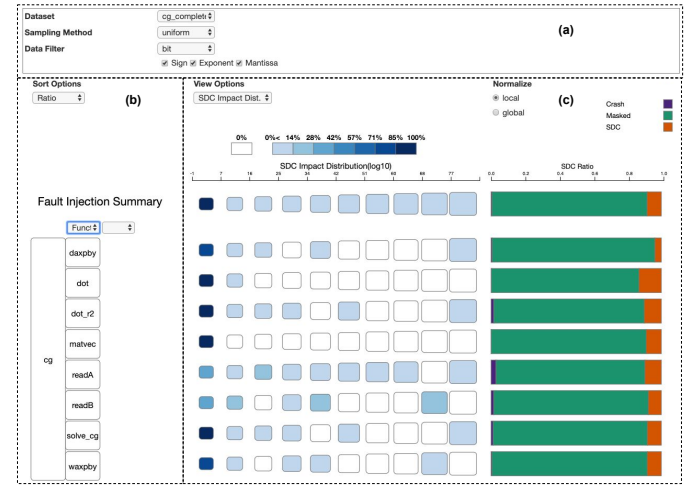 Dataset cg_complete
Sampling Method uniform (a)
Data Filter bit
Sign Exponent Mantissa
Sort Options View Options Normalize
Ratio (b) SDC Impact Dist. local (c)
global
Crash
Masked
SDC
0% 0%< 14% 28% 42% 57% 71% 85% 100%
SDC Impact Distribution(log10) SDC Ratio
-1 7 16 25 34 42 51 60 68 77 0.0 0.2 0.4 0.6 0.8 1.0
Fault Injection Summary
Funct
daxpby
dot
dot_r2
matvec
cg
readA
readB
solve_cg
waxpby